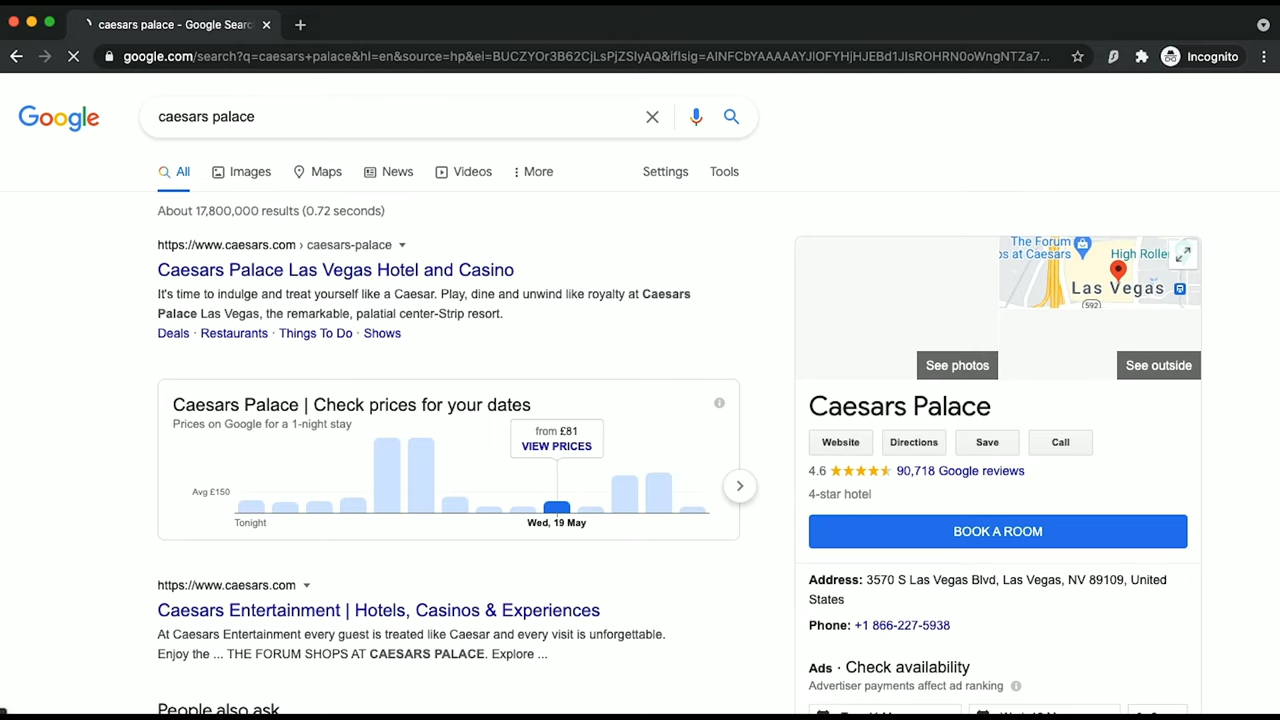 caesars palace - Google Searc
google.com/search?q=caesars+palace&hl=en&source=hp&ei=BUCZYOr3B62CjLsPjZSlyAQ&iflsig=AINFCbYAAAAAYJlOFYHjHJEBd1JIsROHRN0oWngNTZa7...
Incognito
Google
caesars palace
All
Images
Maps
News
Videos
More
Settings
Tools
About 17,800,000 results (0.72 seconds)
https://www.caesars.com › caesars-palace
Caesars Palace Las Vegas Hotel and Casino
It's time to indulge and treat yourself like a Caesar. Play, dine and unwind like royalty at Caesars
Palace Las Vegas, the remarkable, palatial center-Strip resort.
Deals · Restaurants · Things To Do · Shows
Caesars Palace | Check prices for your dates
Prices on Google for a 1-night stay
from £81
VIEW PRICES
Avg £150
Tonight
Wed, 19 May
https://www.caesars.com
Caesars Entertainment | Hotels, Casinos & Experiences
At Caesars Entertainment every guest is treated like Caesar and every visit is unforgettable.
Enjoy the ... THE FORUM SHOPS AT CAESARS PALACE. Explore ...
People also ask
The Forum
ps at Caesars
High Roller
Las Vegas
592
See photos
See outside
Caesars Palace
Website
Directions
Save
Call
4.6
90,718 Google reviews
4-star hotel
BOOK A ROOM
Address: 3570 S Las Vegas Blvd, Las Vegas, NV 89109, United
States
Phone: +1 866-227-5938
Ads · Check availability
Advertiser payments affect ad ranking